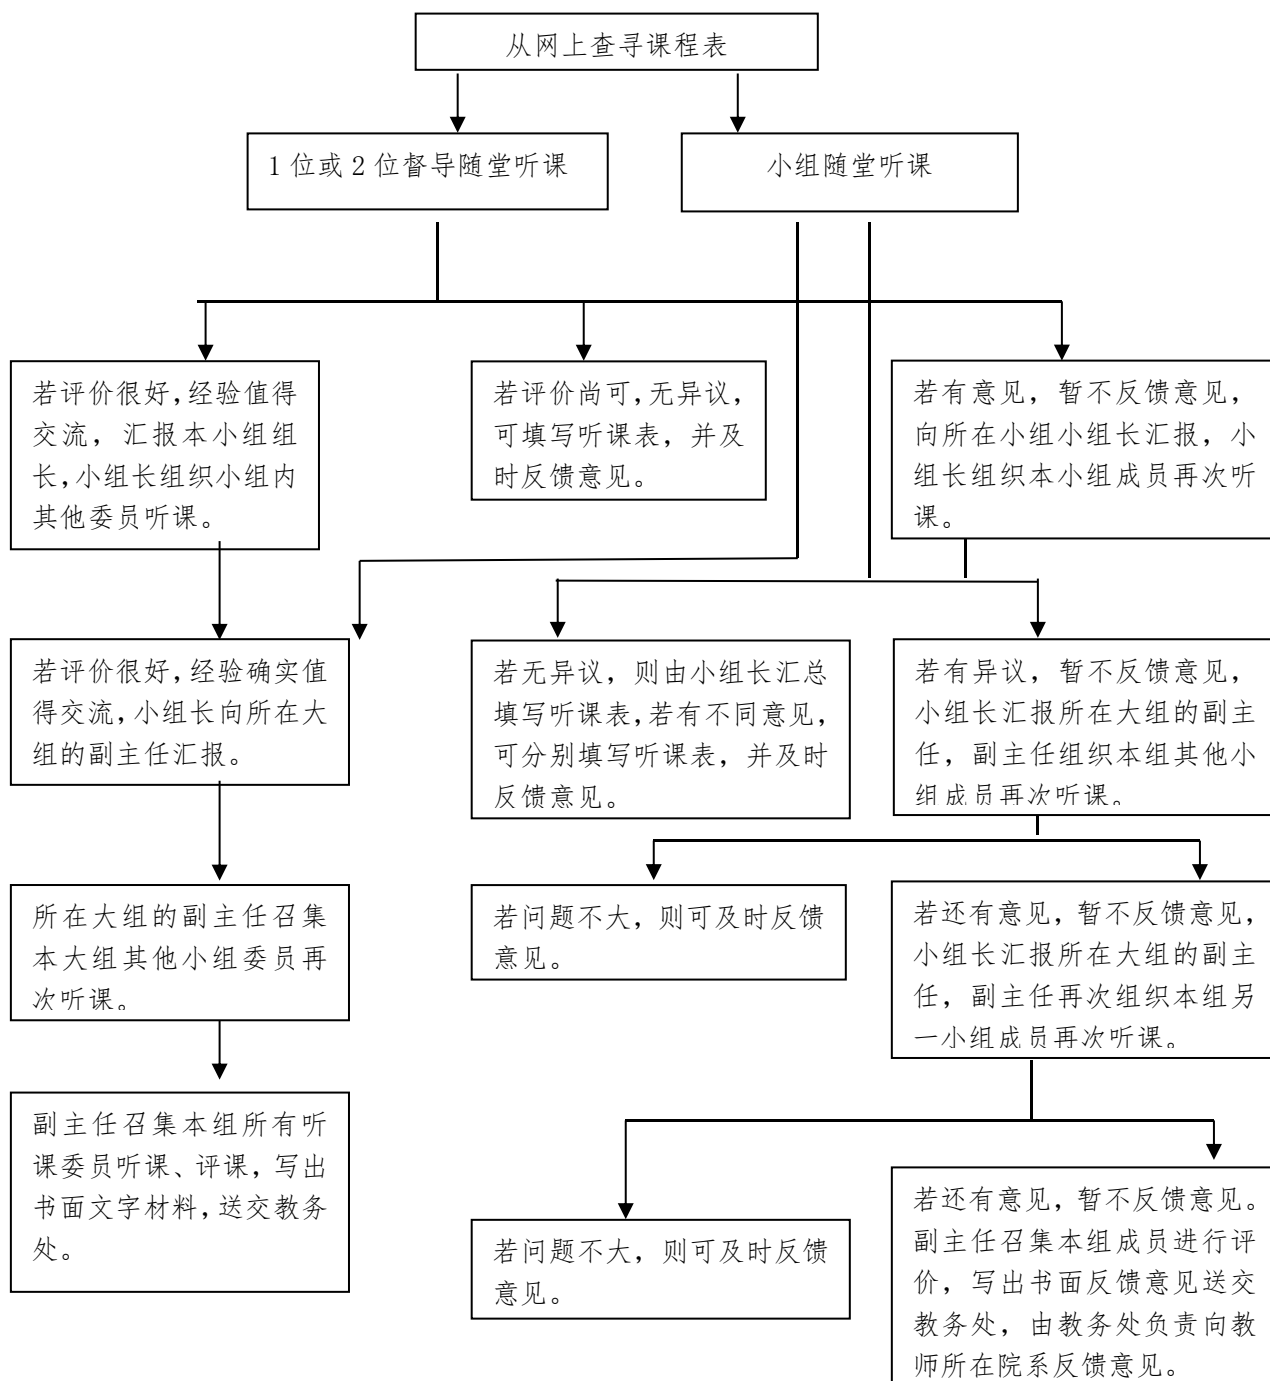 从网上查寻课程表
1 位或 2 位督导随堂听课
小组随堂听课
若评价很好，经验值得
交流，汇报本小组组
长，小组长组织小组内
其他委员听课。
若评价尚可，无异议，
可填写听课表，并及
时反馈意见。
若有意见，暂不反馈意见，
向所在小组小组长汇报，小
组长组织本小组成员再次听
课。
若评价很好，经验确实值
得交流，小组长向所在大
组的副主任汇报。
若无异议，则由小组长汇总
填写听课表，若有不同意见，
可分别填写听课表，并及时
反馈意见。
若有异议，暂不反馈意见，
小组长汇报所在大组的副主
任，副主任组织本组其他小
组成员再次听课。
所在大组的副主任召集
本大组其他小组委员再
次听课。
若问题不大，则可及时反馈
意见。
若还有意见，暂不反馈意见，
小组长汇报所在大组的副主
任，副主任再次组织本组另
一小组成员再次听课。
副主任召集本组所有听
课委员听课、评课，写出
书面文字材料，送交教务
处。
若问题不大，则可及时反馈
意见。
若还有意见，暂不反馈意见。
副主任召集本组成员进行评
价，写出书面反馈意见送交
教务处，由教务处负责向教
师所在院系反馈意见。